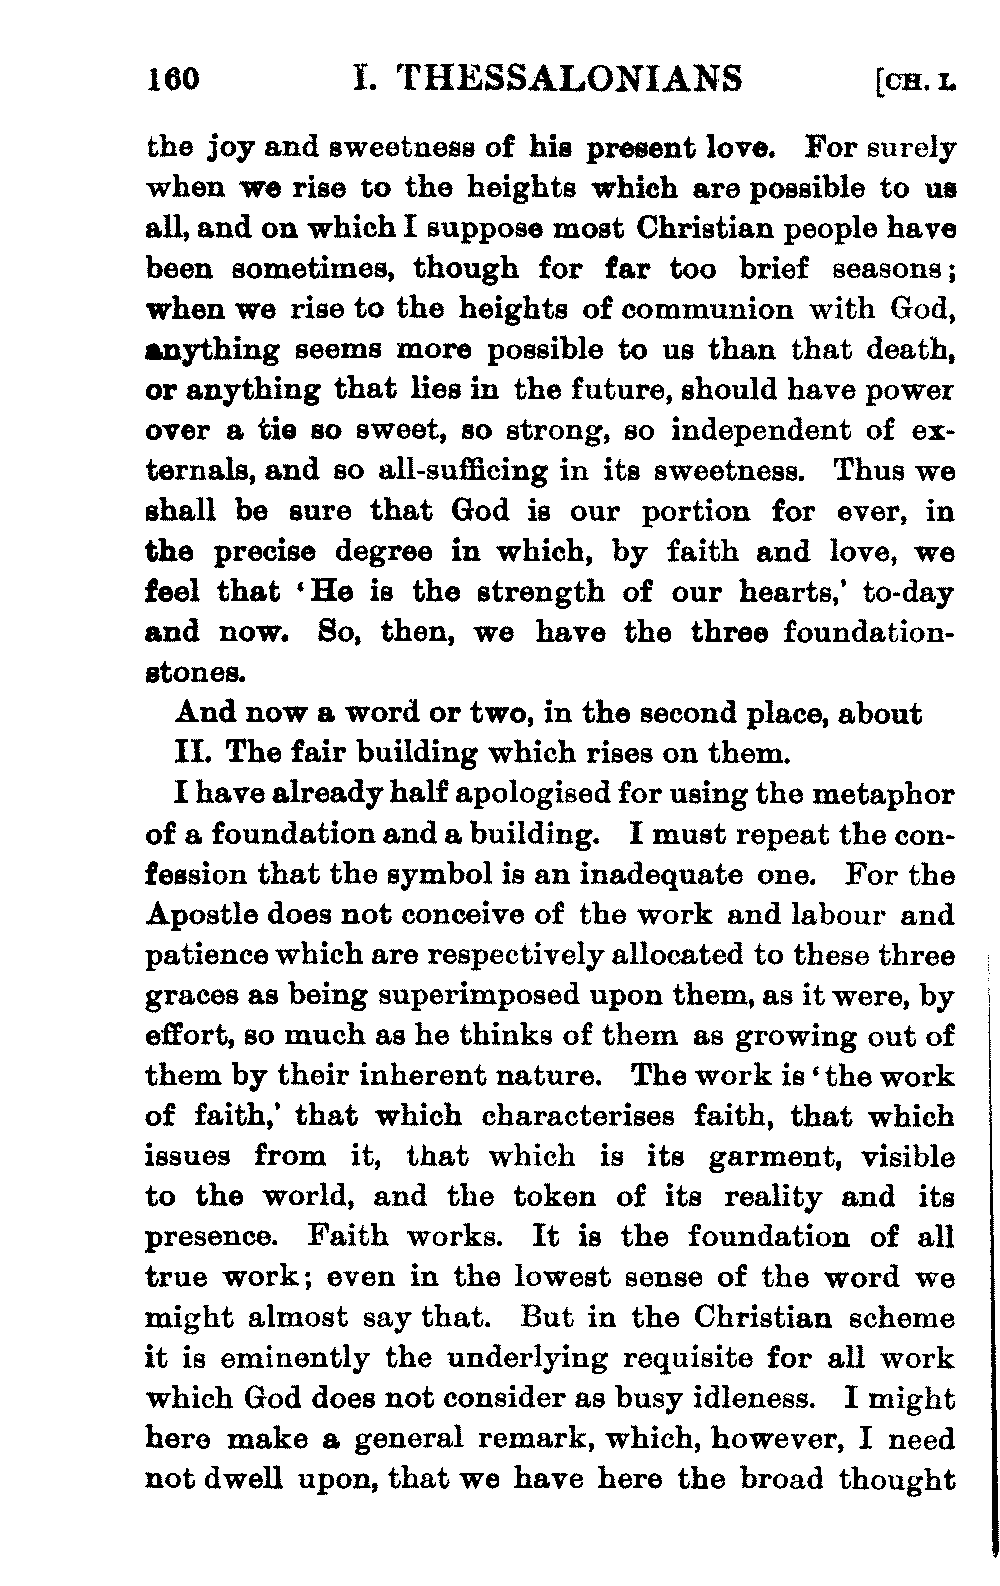 160 I. THESSALONIANS [CH. I.
the joy and sweetness of his present love. For surely
when we rise to the heights which are possible to us
all, and on which I suppose most Christian people have
been sometimes, though for far too brief seasons;
when we rise to the heights of communion with God,
anything seems more possible to us than that death,
or anything that lies in the future, should have power
over a tie so sweet, so strong, so independent of ex-
ternals, and so all-sufficing in its sweetness. Thus we
shall be sure that God is our portion for ever, in
the precise degree in which, by faith and love, we
feel that ‘He is the strength of our hearts,’ to-day
and now. So, then, we have the three foundation-
stones.
And now a word or two, in the second place, about
II. The fair building which rises on them.
I have already half apologised for using the metaphor
of a foundation and a building. I must repeat the con-
fession that the symbol is an inadequate one. For the
Apostle does not conceive of the work and labour and
patience which are respectively allocated to these three
graces as being superimposed upon them, as it were, by
effort, so much as he thinks of them as growing out of
them by their inherent nature. The work is ‘the work
of faith,’ that which characterises faith, that which
issues from it, that which is its garment, visible
to the world, and the token of its reality and its
presence. Faith works. It is the foundation of all
true work; even in the lowest sense of the word we
might almost say that. But in the Christian scheme
it is eminently the underlying requisite for all work
which God does not consider as busy idleness. I might
here make a general remark, which, however, I need
not dwell upon, that we have here the broad thought